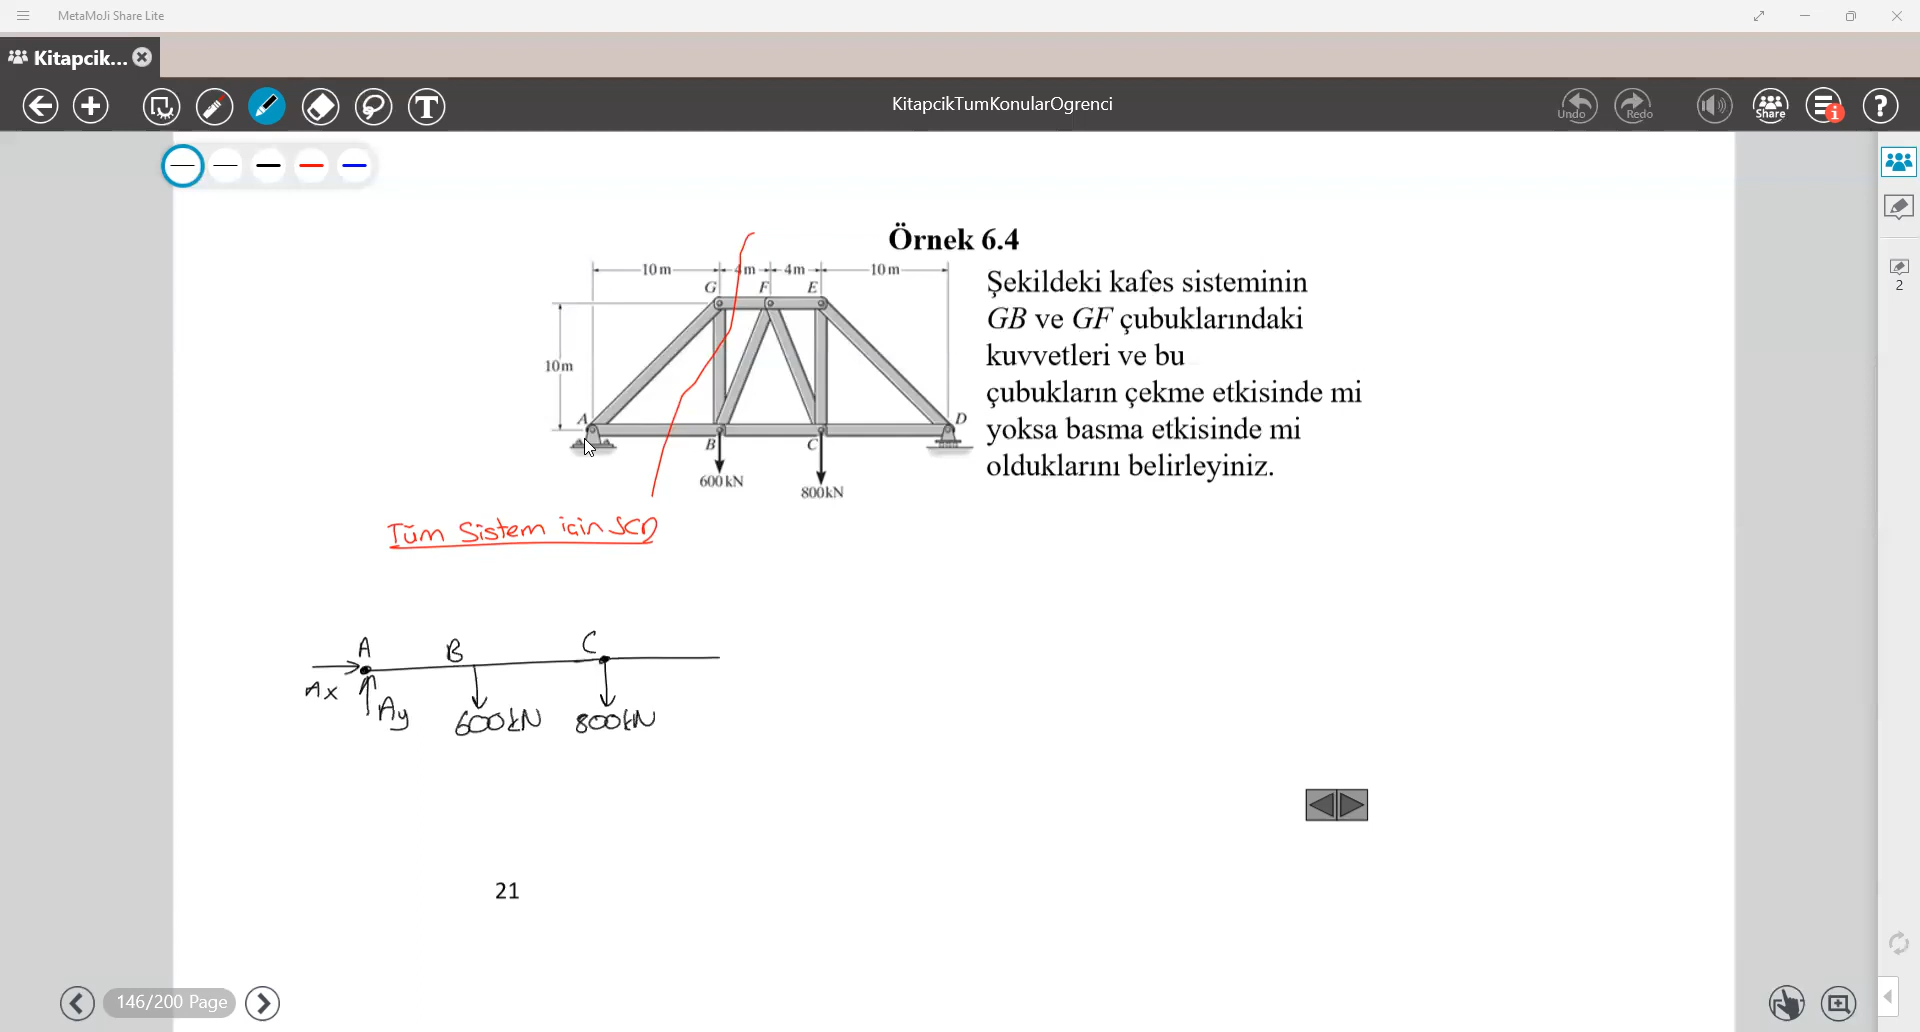 MetaMoJi Share Lite
Kitapcik...
KitapcikTumKonularOgrenci
Undo
Redo
Share
i
?
T
2
Örnek 6.4
10 m
4 m
4 m
10 m
G
F
E
10 m
A
D
B
C
600 kN
800 kN
Şekildeki kafes sisteminin
GB ve GF çubuklarındaki
kuvvetleri ve bu
çubukların çekme etkisinde mi
yoksa basma etkisinde mi
olduklarını belirleyiniz.
Tüm Sistem için SCD
A
B
C
Ax
Ay
600kN
800kN
21
146/200 Page